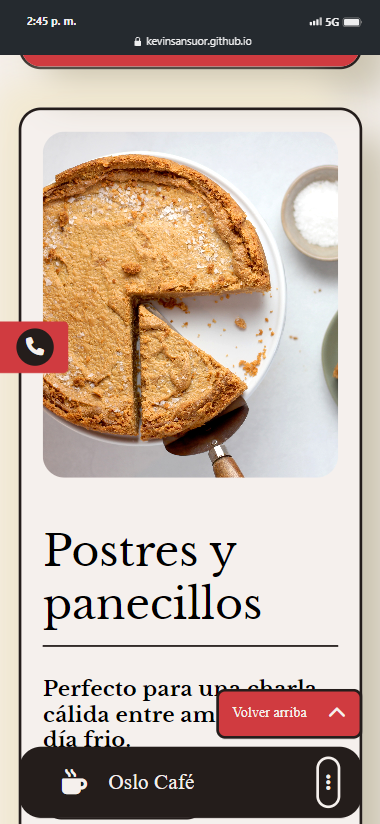 2:45 p. m.
5G
kevinsansuor.github.io
Postres y
panecillos
Perfecto para una charla
cálida entre am
día frio.
Volver arriba
Oslo Café